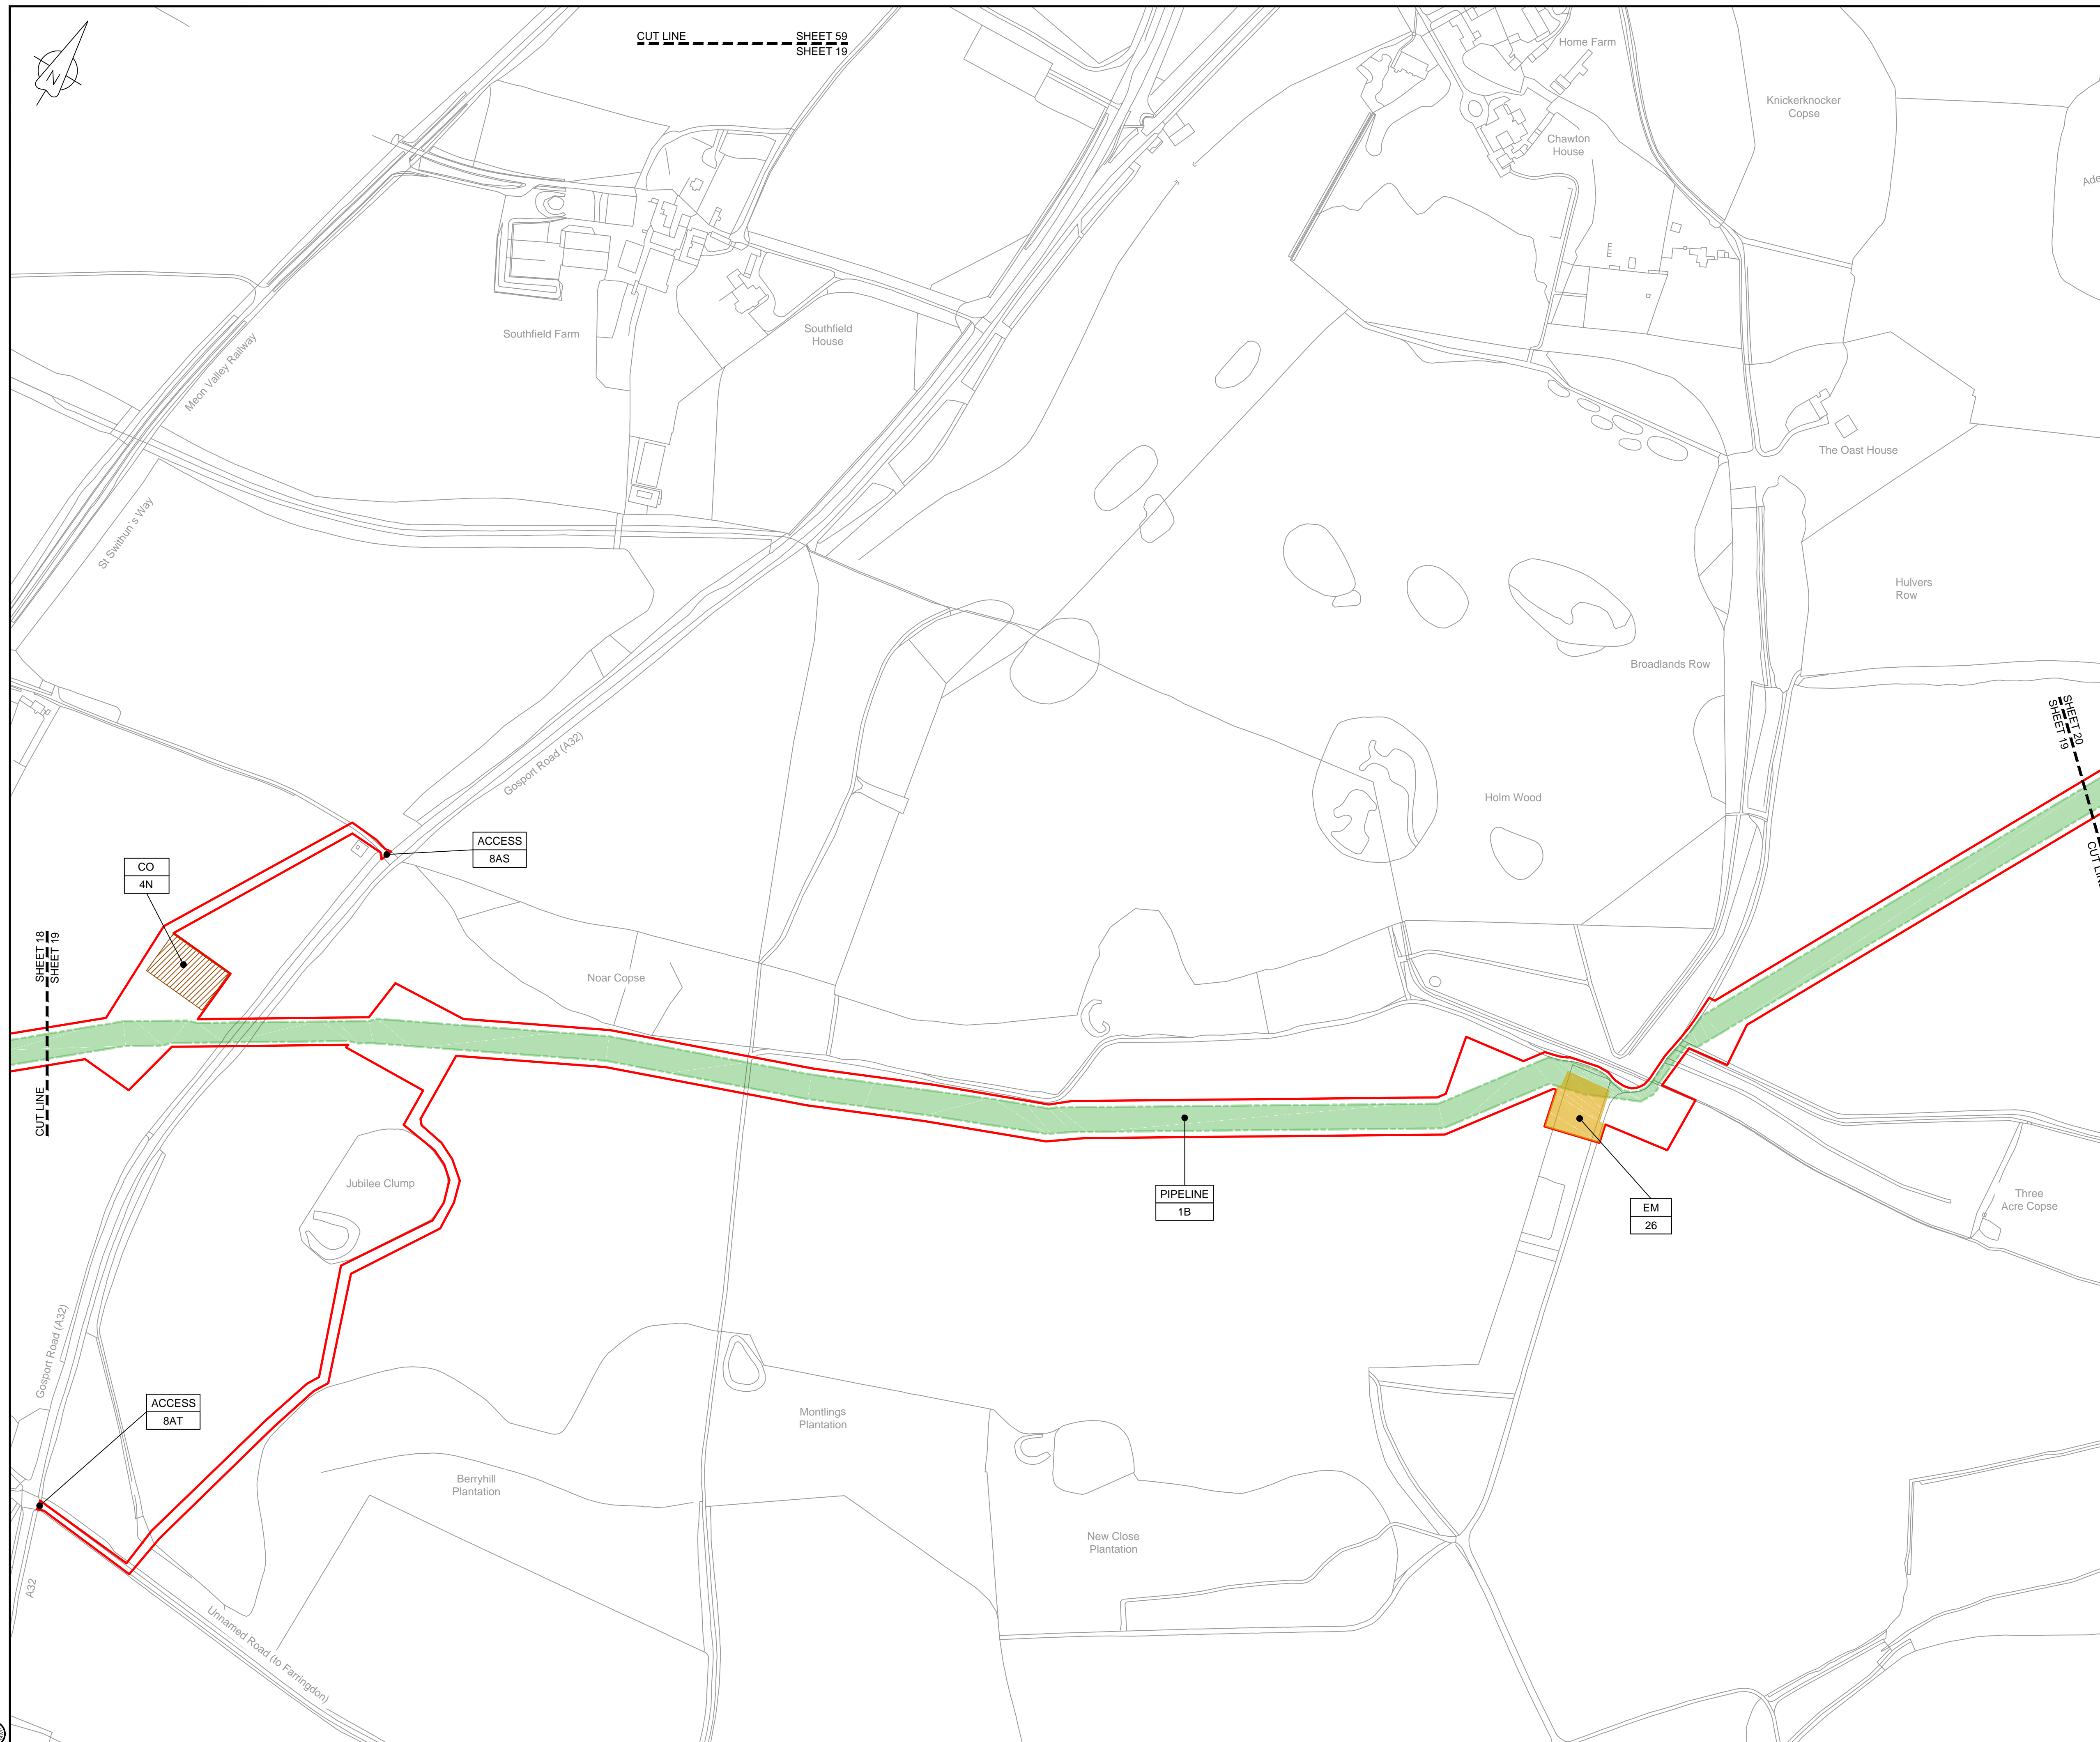 CUT LINE
SHEET 59
SHEET 19
N
Home Farm
Knickerknocker
Copse
Chawton
House
Southfield Farm
Southfield
House
Meon Valley Railway
St Swithun's Way
The Oast House
Hulvers
Row
Broadlands Row
SHEET 20
SHEET 19
CUT LINE
Gosport Road (A32)
Holm Wood
ACCESS
8AS
CO
4N
SHEET 18
SHEET 19
CUT LINE
Noar Copse
Jubilee Clump
PIPELINE
1B
EM
26
Three
Acre Copse
Gosport Road (A32)
ACCESS
8AT
Montlings
Plantation
Berryhill
Plantation
New Close
Plantation
A32
Unnamed Road (to Farringdon)